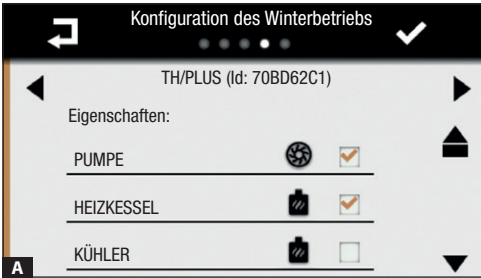 Konfiguration des Winterbetriebs
TH/PLUS (Id: 70BD62C1)
Eigenschaften:
PUMPE
HEIZKESSEL
KÜHLER
A